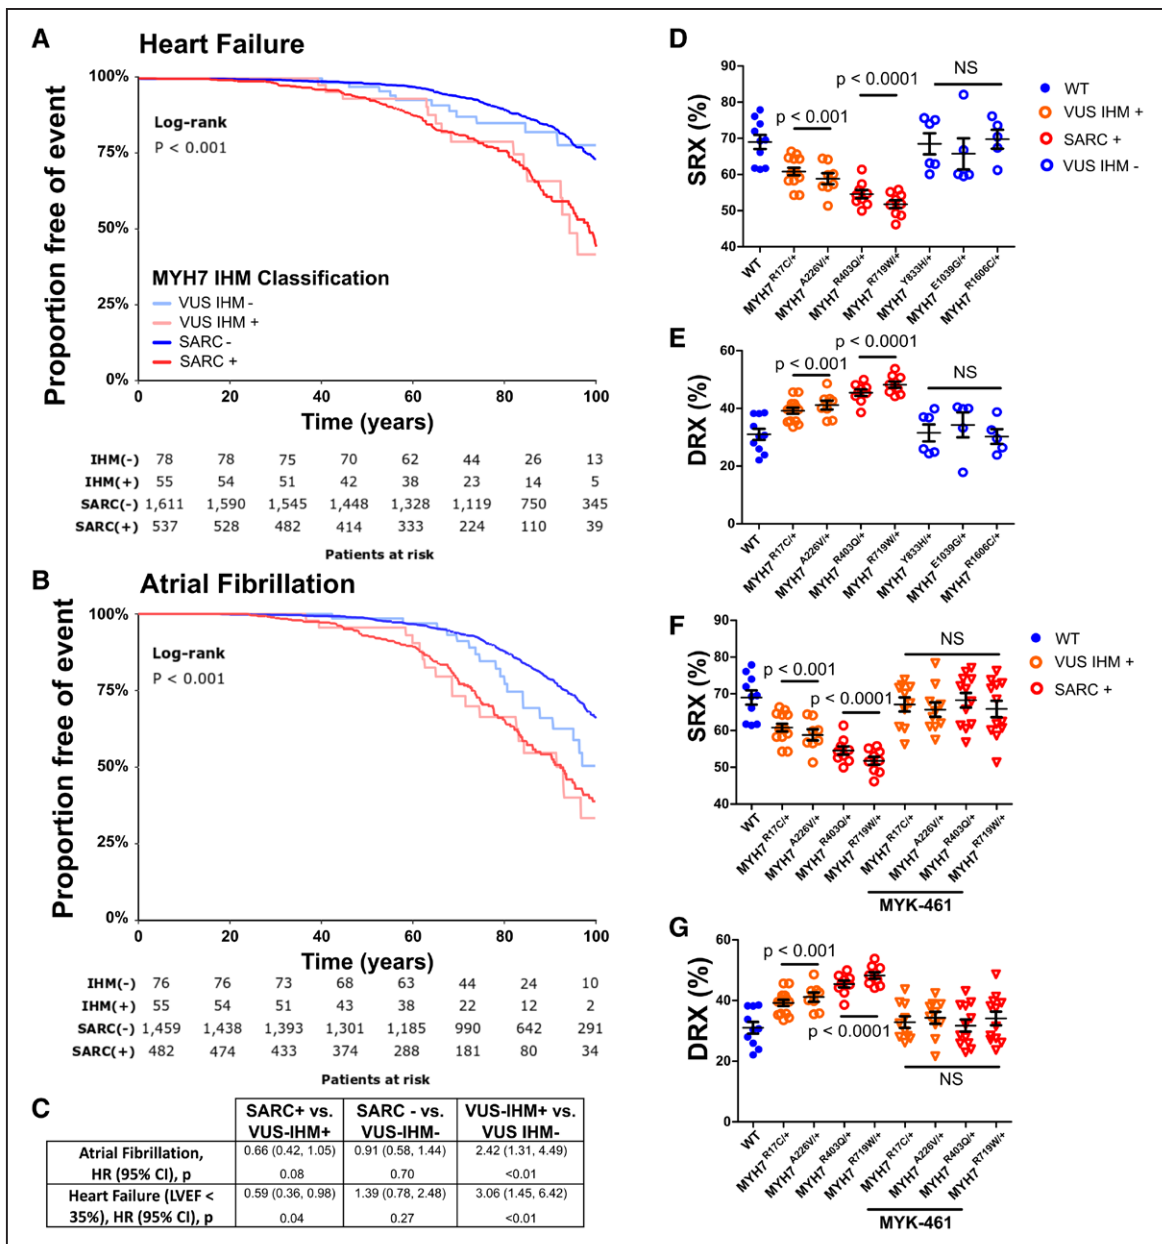 A
Heart Failure
Proportion free of event
100%
75%
50%
25%
0%
Log-rank
P < 0.001
MYH7 IHM Classification
VUS IHM -
VUS IHM +
SARC -
SARC +
0 20 40 60 80 100
Time (years)
IHM(-) 78 78 75 70 62 44 26 13
IHM(+) 55 54 51 42 38 23 14 5
SARC(-) 1,611 1,590 1,545 1,448 1,328 1,119 750 345
SARC(+) 537 528 482 414 333 224 110 39
Patients at risk
B
Atrial Fibrillation
Proportion free of event
100%
75%
50%
25%
0%
Log-rank
P < 0.001
0 20 40 60 80 100
Time (years)
IHM(-) 76 76 73 68 63 44 24 10
IHM(+) 55 54 51 43 38 22 12 2
SARC(-) 1,459 1,438 1,393 1,301 1,185 990 642 291
SARC(+) 482 474 433 374 288 181 80 34
Patients at risk
C
SARC+ vs. VUS-IHM+
SARC - vs. VUS-IHM-
VUS-IHM+ vs. VUS IHM-
Atrial Fibrillation, 0.66 (0.42, 1.05) 0.91 (0.58, 1.44) 2.42 (1.31, 4.49)
HR (95% CI), p 0.08 0.70 <0.01
Heart Failure (LVEF < 0.59 (0.36, 0.98) 1.39 (0.78, 2.48) 3.06 (1.45, 6.42)
35%), HR (95% CI), p 0.04 0.27 <0.01
D
SRX (%)
90
80
70
60
50
40
p < 0.001
p < 0.0001
NS
WT
VUS IHM +
SARC +
VUS IHM -
WT
MYH7 R17C/+
MYH7 A226V/+
MYH7 R403Q/+
MYH7 R719W/+
MYH7 Y833H/+
MYH7 E1039G/+
MYH7 R1606C/+
E
DRX (%)
60
40
20
0
p < 0.001
p < 0.0001
NS
WT
MYH7 R17C/+
MYH7 A226V/+
MYH7 R403Q/+
MYH7 R719W/+
MYH7 Y833H/+
MYH7 E1039G/+
MYH7 R1606C/+
F
SRX (%)
90
80
70
60
50
40
p < 0.001
p < 0.0001
NS
WT
VUS IHM +
SARC +
WT
MYH7 R17C/+
MYH7 A226V/+
MYH7 R403Q/+
MYH7 R719W/+
MYH7 R17C/+
MYH7 A226V/+
MYH7 R403Q/+
MYH7 R719W/+
MYK-461
G
DRX (%)
60
40
20
0
p < 0.001
p < 0.0001
NS
WT
MYH7 R17C/+
MYH7 A226V/+
MYH7 R403Q/+
MYH7 R719W/+
MYH7 R17C/+
MYH7 A226V/+
MYH7 R403Q/+
MYH7 R719W/+
MYK-461